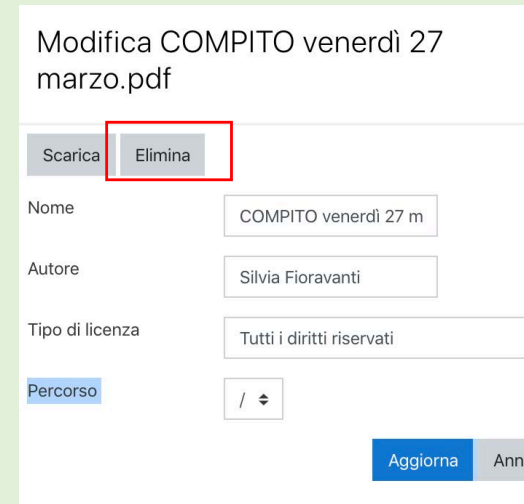 Modifica COMPITO venerdì 27
marzo.pdf
Scarica Elimina
Nome COMPITO venerdì 27 m
Autore Silvia Fioravanti
Tipo di licenza Tutti i diritti riservati
Percorso /
Aggiorna Ann